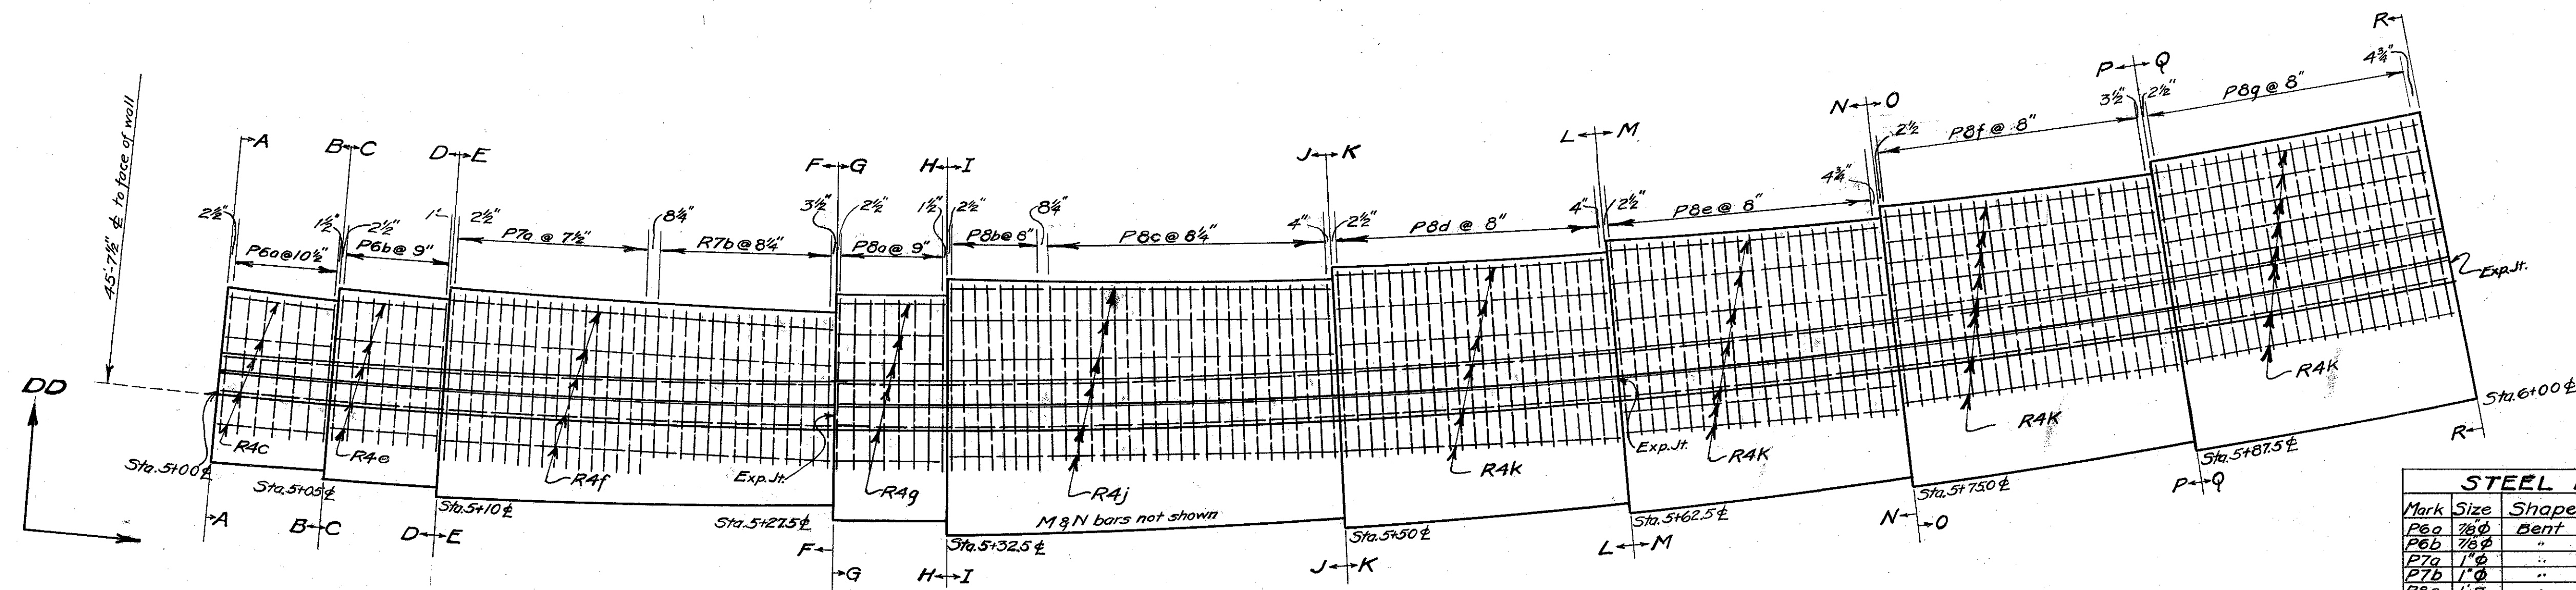 R
4¾"
P Q
P8g @ 8"
3½" 2½"
N O
P8f @ 8"
2½
L M
4¾"
P8e @ 8"
45'-7½" ℄ to face of wall
A
B C
D E
F G
H I
J K
2½"
1½"
2½"
1"
2½"
8¼"
3½"
2½"
1½"
2½"
8¼"
4"
2½"
4"
2½"
P6a@10½"
P6b@ 9"
P7a @ 7½"
R7b@8¼"
P8a@ 9"
P8b@8"
P8c@8¼"
P8d @ 8"
Exp.Jt.
DD
R4c
R4e
R4f
Exp.Jt.
R4g
R4j
R4K
Exp.Jt.
R4K
R4K
R4K
Sta.5+00 ℄
Sta.5+05 ℄
Sta.5+10 ℄
Sta.5+27.5 ℄
M & N bars not shown
Sta.5+32.5 ℄
Sta.5+50 ℄
Sta.5+62.5 ℄
Sta.5+75.0 ℄
Sta.5+87.5 ℄
Sta.6+00 ℄
A
B C
D E
F
G
H I
J K
L M
N
O
P Q
R
STEEL
Mark Size Shape
P6a 7/8"φ Bent
P6b 7/8"φ "
P7a 1"φ "
P7b 1"φ "